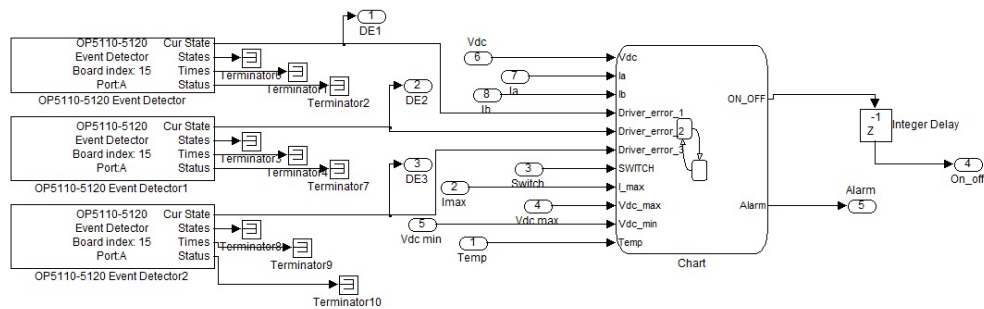 1
DE1
OP5110-5120 Cur State
Event Detector States
Board index: 15 Times
Port:A Status
OP5110-5120 Event Detector
Terminator1
Terminator2
2
DE2
OP5110-5120 Cur State
Event Detector States
Board index: 15 Times
Port:A Status
OP5110-5120 Event Detector1
Terminator3
Terminator4
Terminator7
3
DE3
OP5110-5120 Cur State
Event Detector States
Board index: 15 Times
Port:A Status
OP5110-5120 Event Detector2
Terminator8
Terminator9
Terminator10
Vdc
6
7
Ia
8
Ib
3
Switch
2
Imax
4
Vdc max
5
Vdc min
1
Temp
Vdc
Ia
Ib
Driver_error_1
Driver_error_2
Driver_error_3
SWITCH
I_max
Vdc_max
Vdc_min
Temp
ON_OFF
Alarm
Chart
-1
Z
Integer Delay
4
On_off
Alarm
5